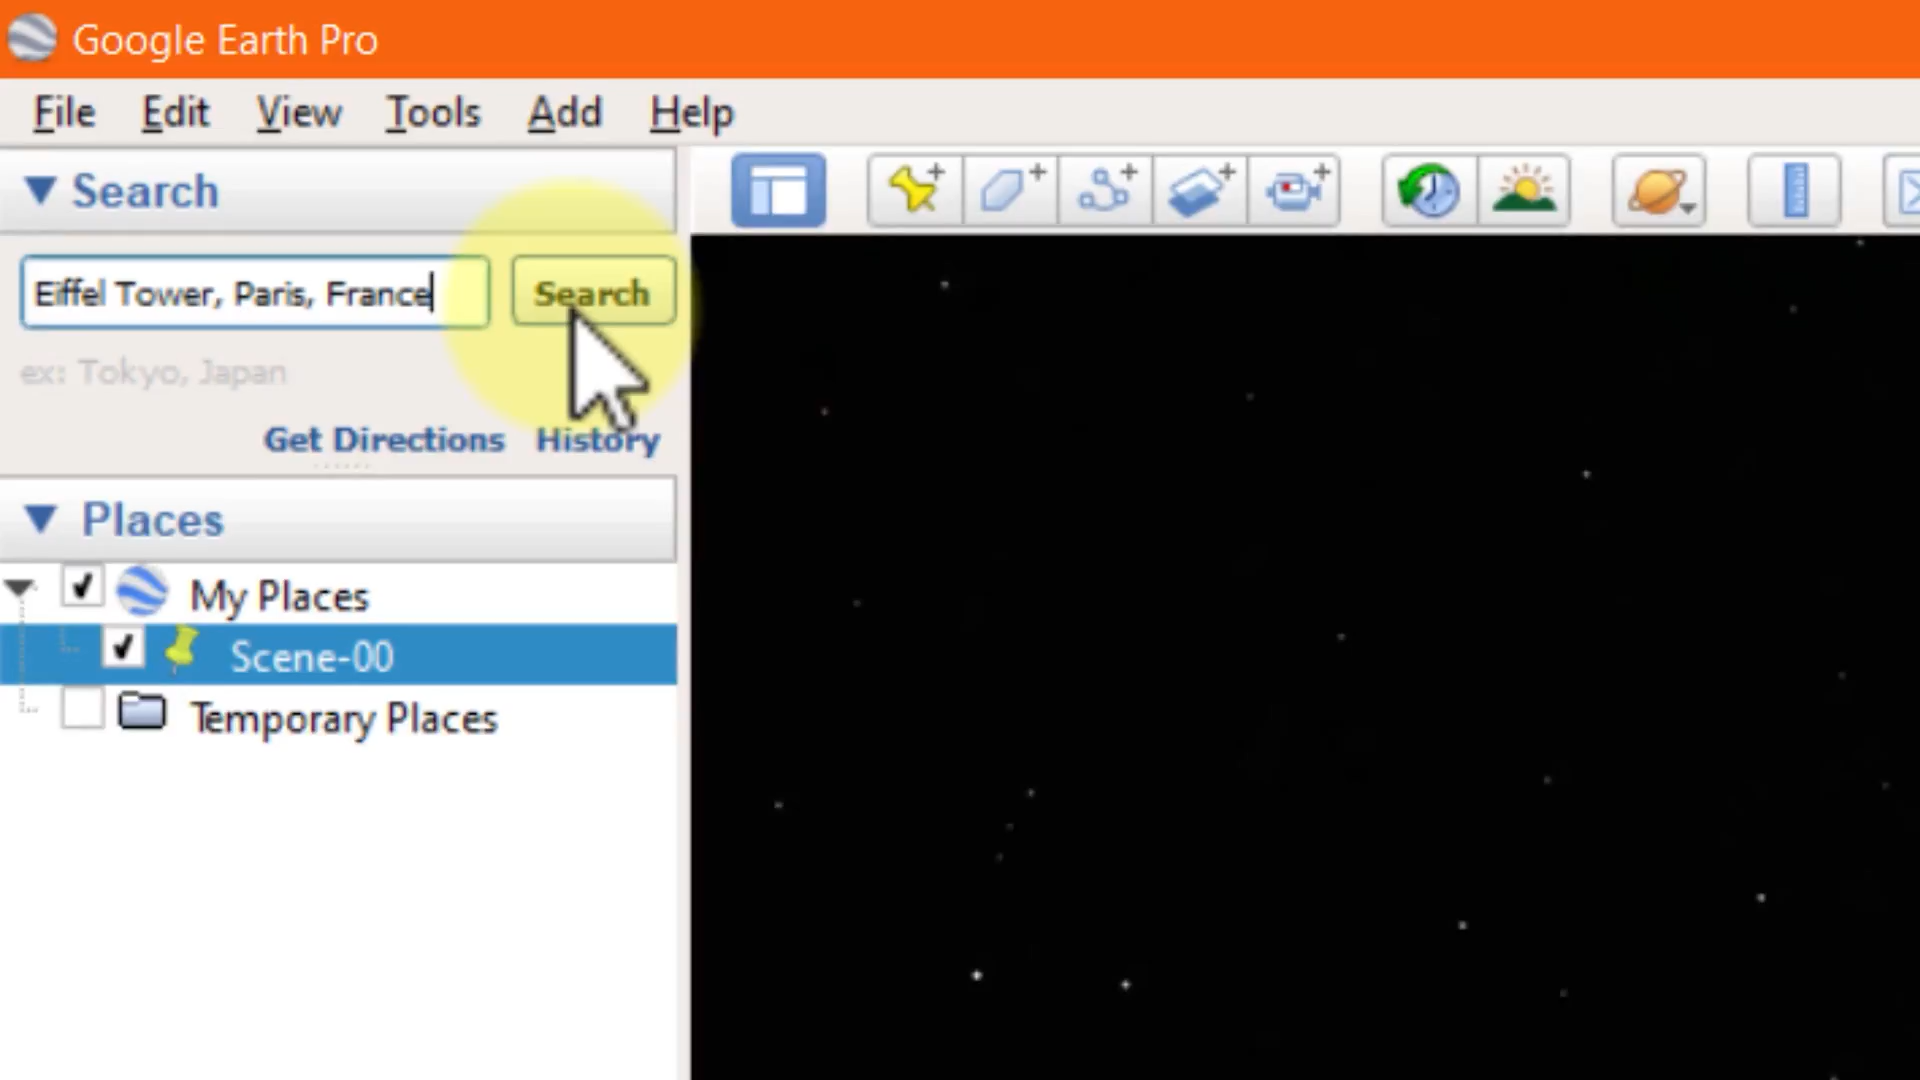 Google Earth Pro
File Edit View Tools Add Help
Search
Eiffel Tower, Paris, France Search
ex: Tokyo, Japan
Get Directions History
Places
My Places
Scene-00
Temporary Places